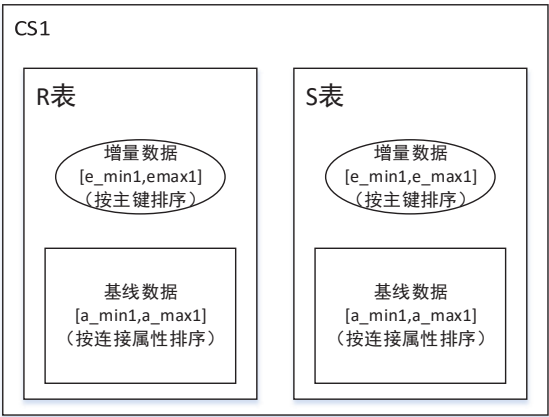 CS1
R表
增量数据
[e_min1,emax1]
（按主键排序）
基线数据
[a_min1,a_max1]
（按连接属性排序）
S表
增量数据
[e_min1,e_max1]
（按主键排序）
基线数据
[a_min1,a_max1]
（按连接属性排序）